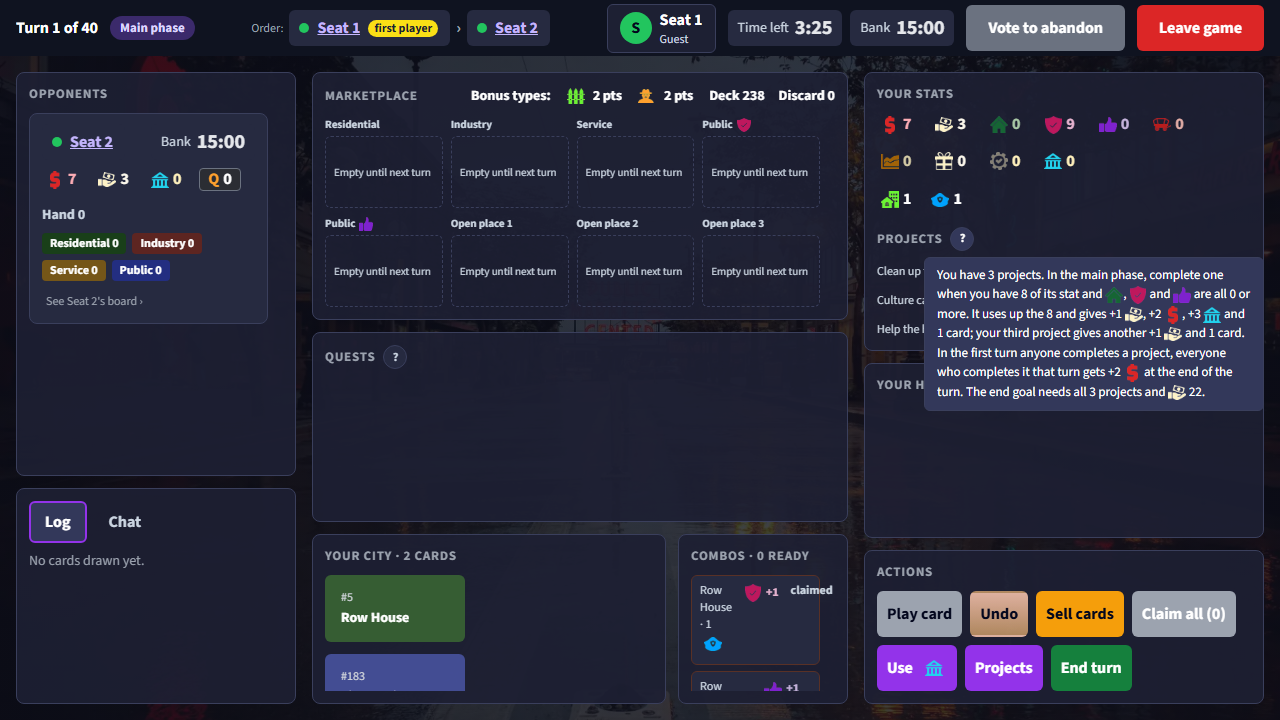 Turn 1 of 40 Main phase Order: Seat 1 first player › Seat 2
S Seat 1
Guest
Time left 3:25 Bank 15:00 Vote to abandon Leave game
OPPONENTS
Seat 2 Bank 15:00
7 3 0 Q 0
Hand 0
Residential 0 Industry 0
Service 0 Public 0
See Seat 2's board ›
Log Chat
No cards drawn yet.
MARKETPLACE Bonus types: 2 pts 2 pts Deck 238 Discard 0
Residential Industry Service Public
Empty until next turn Empty until next turn Empty until next turn Empty until next turn
Public Open place 1 Open place 2 Open place 3
Empty until next turn Empty until next turn Empty until next turn Empty until next turn
QUESTS ?
YOUR CITY · 2 CARDS
#5
Row House
#183
COMBOS · 0 READY
Row House · 1 +1 claimed
Row +1
YOUR STATS
7 3 0 9 0 0
0 0 0 0
1 1
PROJECTS ?
Clean up
Culture ca
Help the
You have 3 projects. In the main phase, complete one
when you have 8 of its stat and , and are all 0 or
more. It uses up the 8 and gives +1 , +2 , +3 and
1 card; your third project gives another +1 and 1 card.
In the first turn anyone completes a project, everyone
who completes it that turn gets +2 at the end of the
turn. The end goal needs all 3 projects and 22.
YOUR H
ACTIONS
Play card Undo Sell cards Claim all (0)
Use Projects End turn